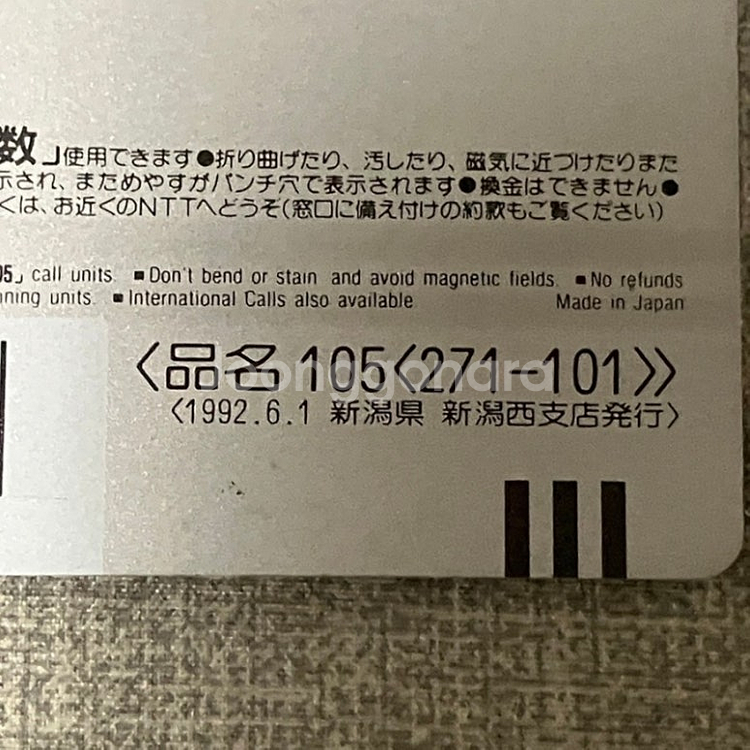 数」使用できます●折り曲げたり、汚したり、磁気に近づけたりまた
示され、まためやすがパンチ穴で表示されます●換金はできません●
くは、お近くのNTTへどうぞ(窓口に備え付けの約款もご覧ください)
05」 call units. ■Don't bend or stain and avoid magnetic fields. ■No refunds
ning units. ■International Calls also available. Made in Japan
〈品名105〈271-101〉〉
joonggonara
〈1992.6.1 新潟県 新潟西支店発行〉